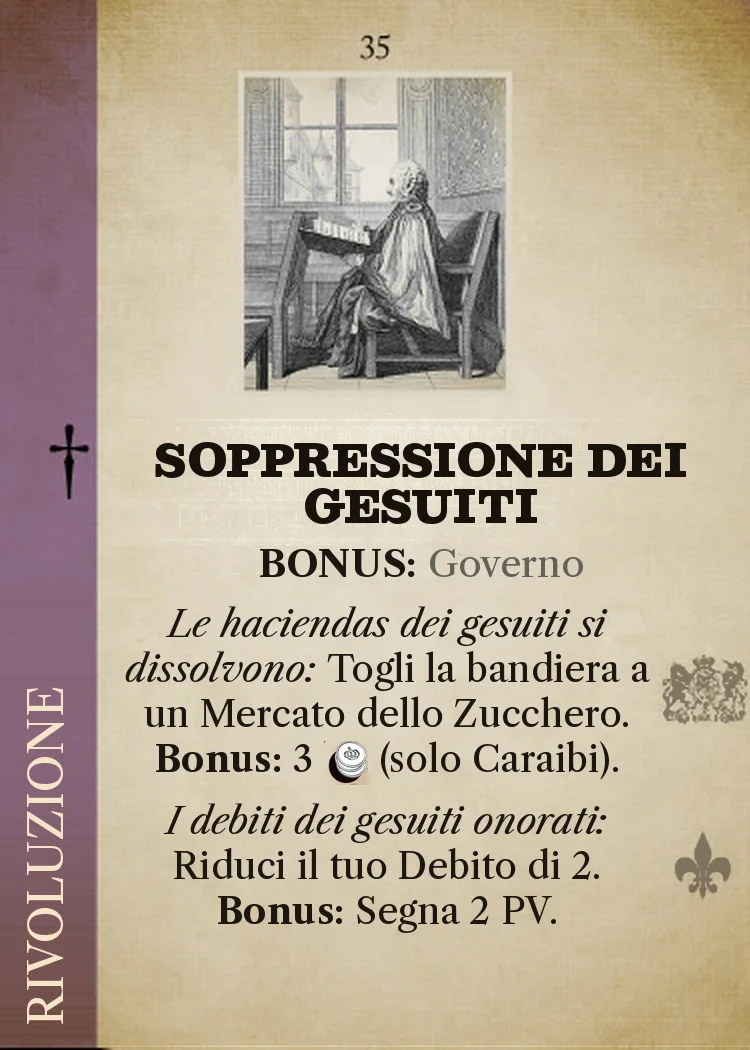 35
SOPPRESSIONE DEI
GESUITI
BONUS: Governo
Le haciendas dei gesuiti si
dissolvono: Togli la bandiera a
un Mercato dello Zucchero.
Bonus: 3 (solo Caraibi).
I debiti dei gesuiti onorati:
Riduci il tuo Debito di 2.
Bonus: Segna 2 PV.
RIVOLUZIONE